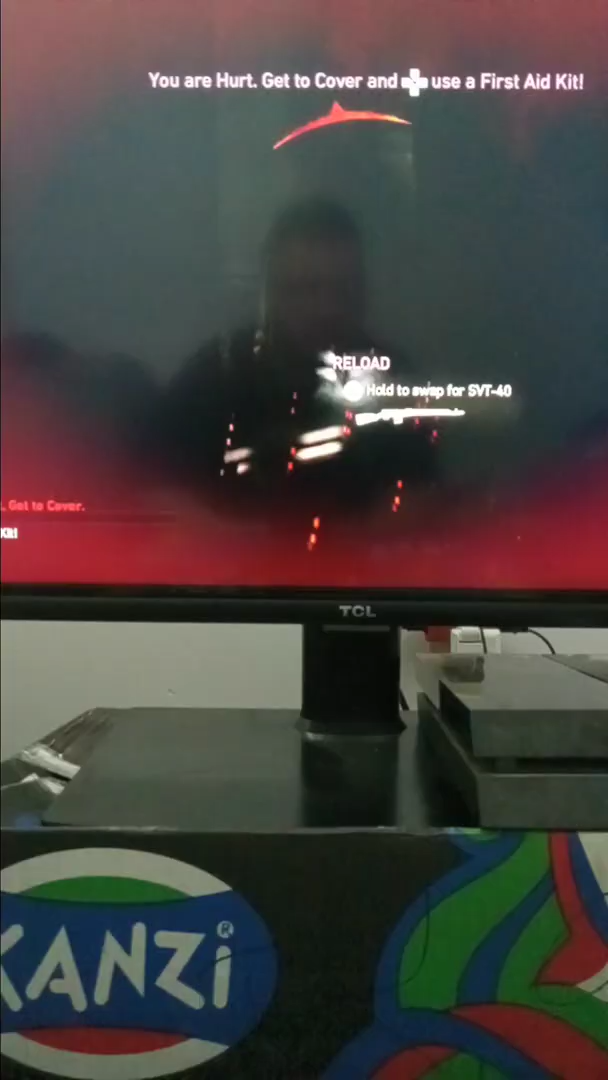 You are Hurt. Get to Cover and use a First Aid Kit!
RELOAD
Hold to swap for SVT-40
. Get to Cover.
Kit!
TCL
KANZi®